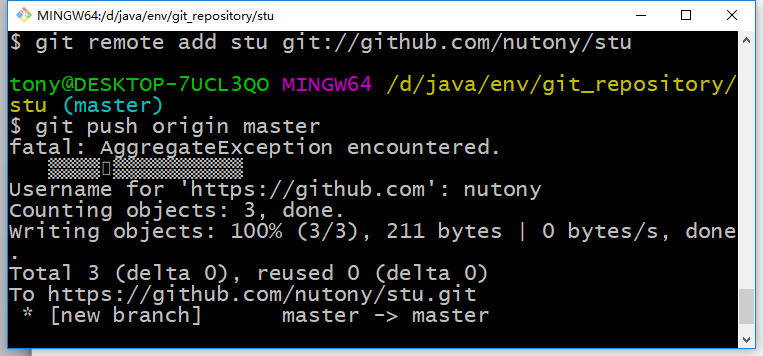 MINGW64:/d/java/env/git_repository/stu
$ git remote add stu git://github.com/nutony/stu
tony@DESKTOP-7UCL3QO MINGW64 /d/java/env/git_repository/
stu (master)
$ git push origin master
fatal: AggregateException encountered.
▒▒▒▒▒▯▒▒▒▒▒▒▒▒▒▒▒▒▒
Username for 'https://github.com': nutony
Counting objects: 3, done.
Writing objects: 100% (3/3), 211 bytes | 0 bytes/s, done
.
Total 3 (delta 0), reused 0 (delta 0)
To https://github.com/nutony/stu.git
* [new branch]      master -> master